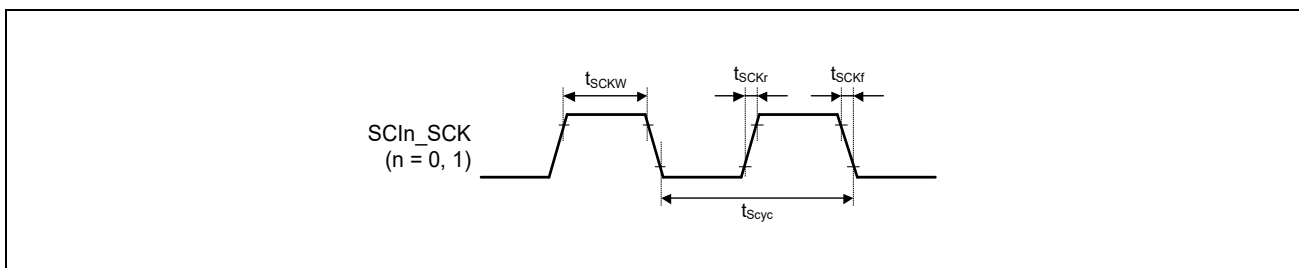 tSCKW
tSCKr
tSCKf
SCIn_SCK
(n = 0, 1)
tScyc